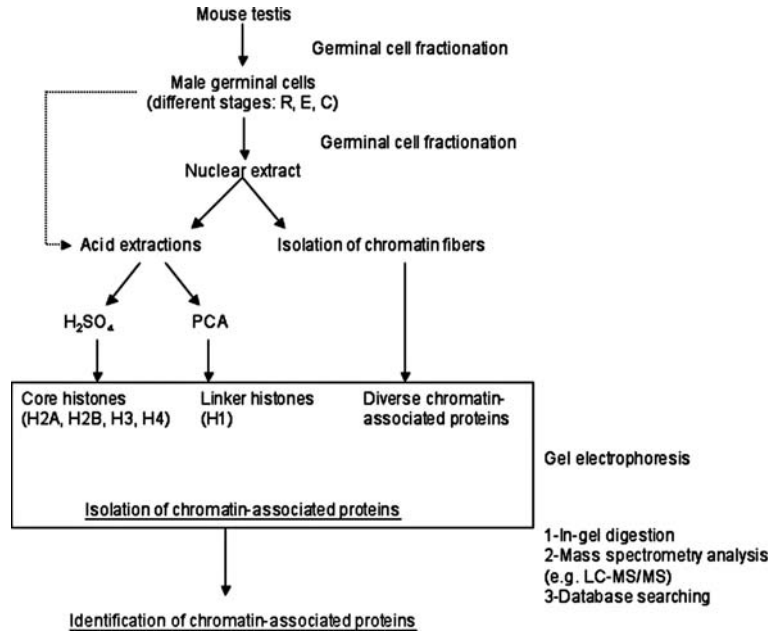 Mouse testis
Germinal cell fractionation
Male germinal cells
(different stages: R, E, C)
Germinal cell fractionation
Nuclear extract
Acid extractions
Isolation of chromatin fibers
H₂SO₄
PCA
Core histones
(H2A, H2B, H3, H4)
Linker histones
(H1)
Diverse chromatin-
associated proteins
Gel electrophoresis
Isolation of chromatin-associated proteins
1-In-gel digestion
2-Mass spectrometry analysis
(e.g. LC-MS/MS)
3-Database searching
Identification of chromatin-associated proteins